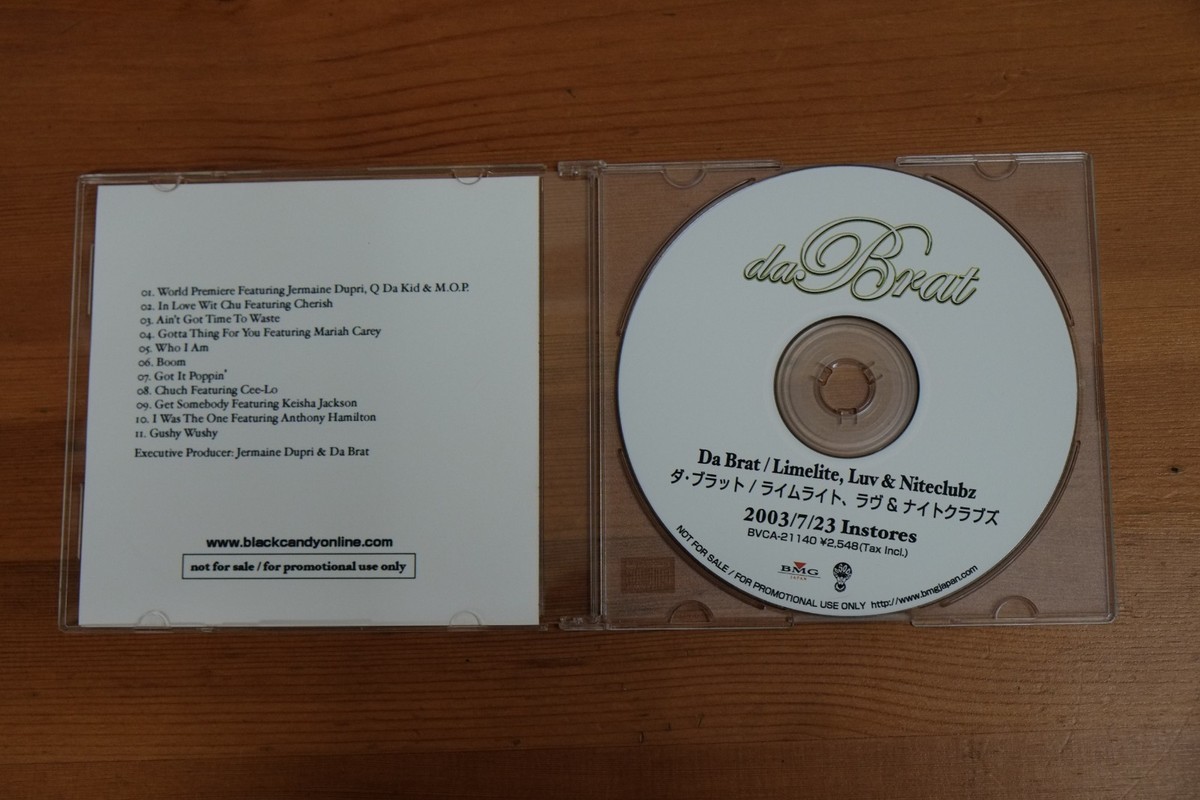 01. World Premiere Featuring Jermaine Dupri, Q Da Kid & M.O.P.
02. In Love Wit Chu Featuring Cherish
03. Ain't Got Time To Waste
04. Gotta Thing For You Featuring Mariah Carey
05. Who I Am
06. Boom
07. Got It Poppin'
08. Chuch Featuring Cee-Lo
09. Get Somebody Featuring Keisha Jackson
10. I Was The One Featuring Anthony Hamilton
11. Gushy Wushy
Executive Producer: Jermaine Dupri & Da Brat
www.blackcandyonline.com
not for sale / for promotional use only
da Brat
Da Brat / Limelite, Luv & Niteclubz
ダ・ブラット / ライムライト、ラヴ & ナイトクラブズ
2003/7/23 Instores
BVCA-21140 ¥2,548(Tax Incl.)
BMG
JAPAN
NOT FOR SALE / FOR PROMOTIONAL USE ONLY http://www.bmgjapan.com